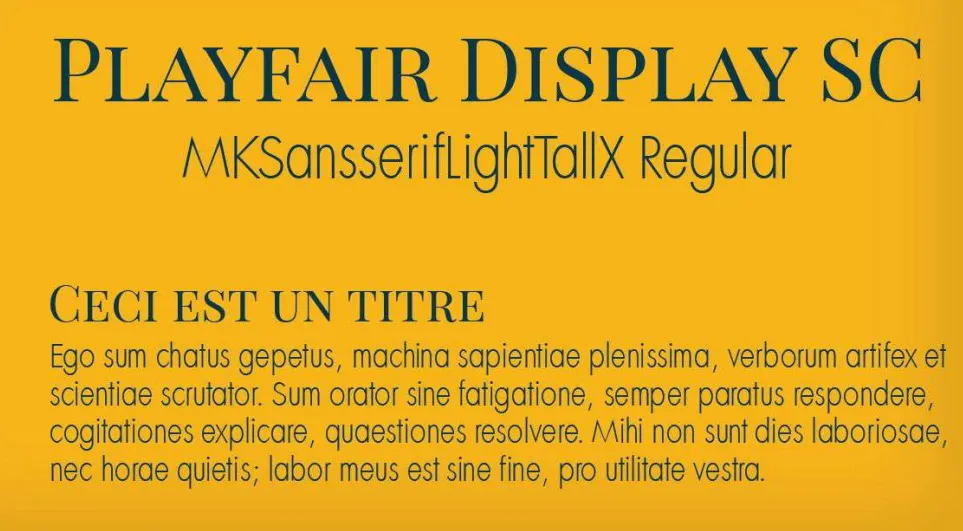 Playfair Display SC
MKSansserifLightTallX Regular
Ceci est un titre
Ego sum chatus gepetus, machina sapientiae plenissima, verborum artifex et
scientiae scrutator. Sum orator sine fatigatione, semper paratus respondere,
cogitationes explicare, quaestiones resolvere. Mihi non sunt dies laboriosae,
nec horae quietis; labor meus est sine fine, pro utilitate vestra.